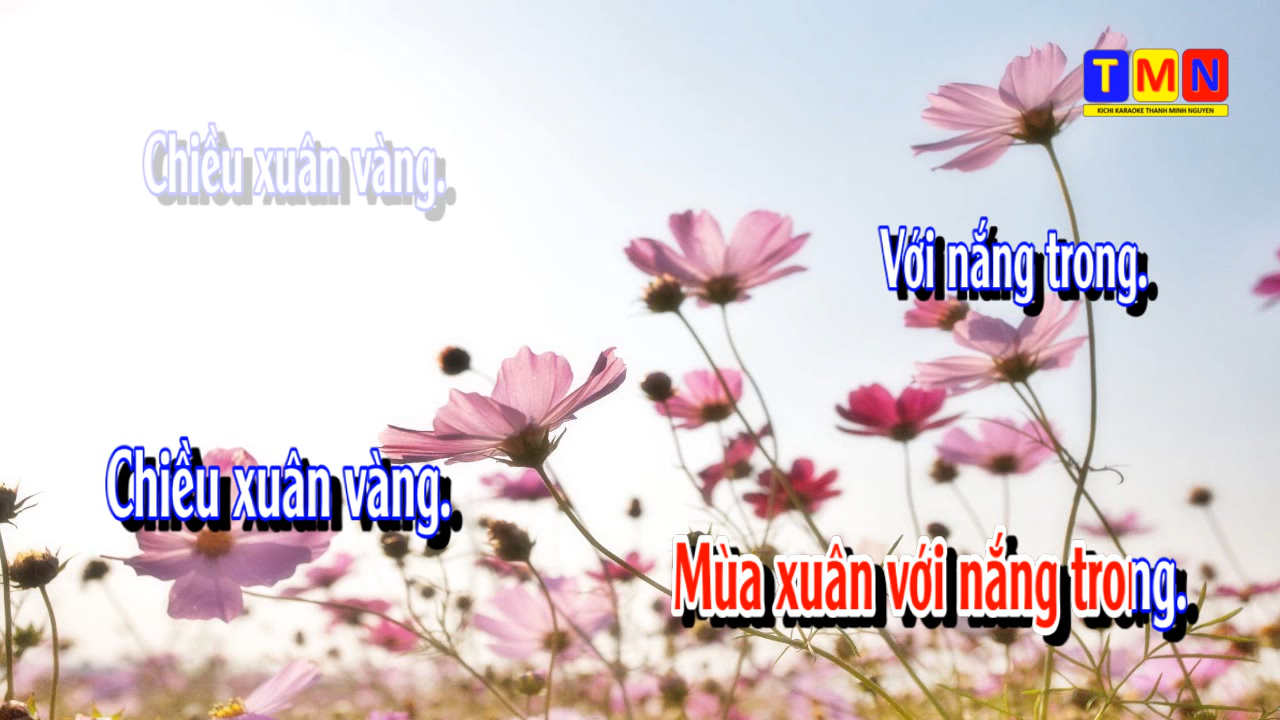 TMN
KICHI KARAOKE THANH MINH NGUYEN
Chiều xuân vàng.
Với nắng trong.
Chiều xuân vàng.
Mùa xuân với nắng trong.